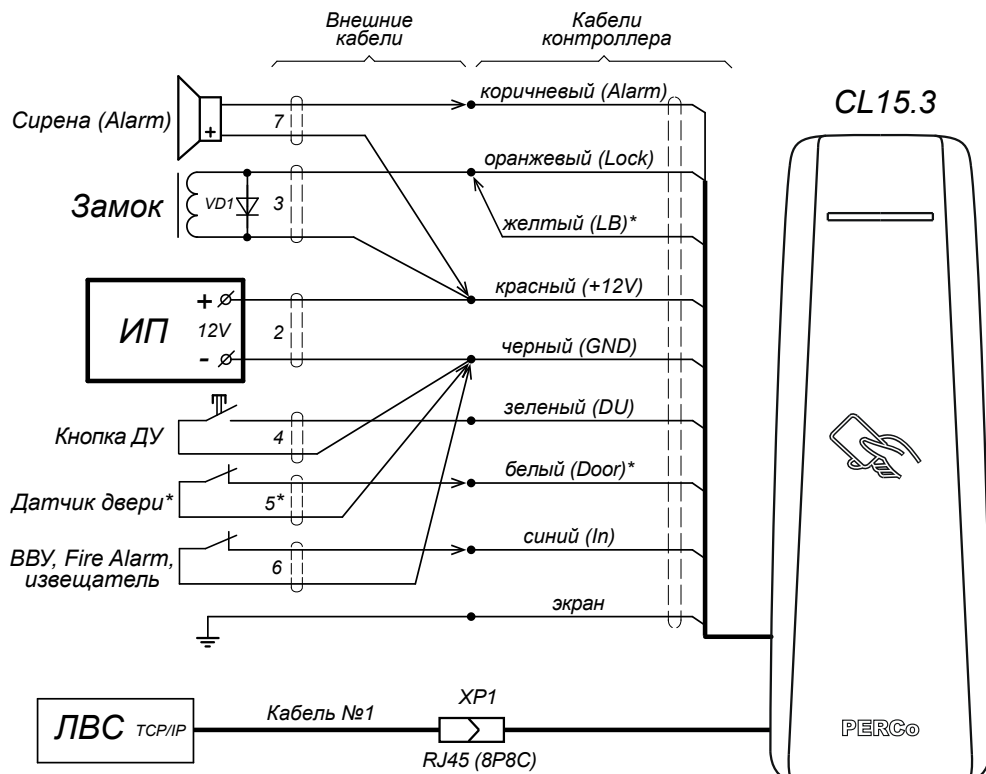 Внешние
кабели
Кабели
контроллера
CL15.3
Сирена (Alarm)
+
7
коричневый (Alarm)
оранжевый (Lock)
Замок
VD1
3
желтый (LB)*
красный (+12V)
ИП
+
12V
-
2
черный (GND)
зеленый (DU)
Кнопка ДУ
4
белый (Door)*
Датчик двери*
5*
синий (In)
ВВУ, Fire Alarm,
извещатель
6
экран
ЛВС TCP/IP
Кабель №1
XP1
RJ45 (8P8C)
PERCo